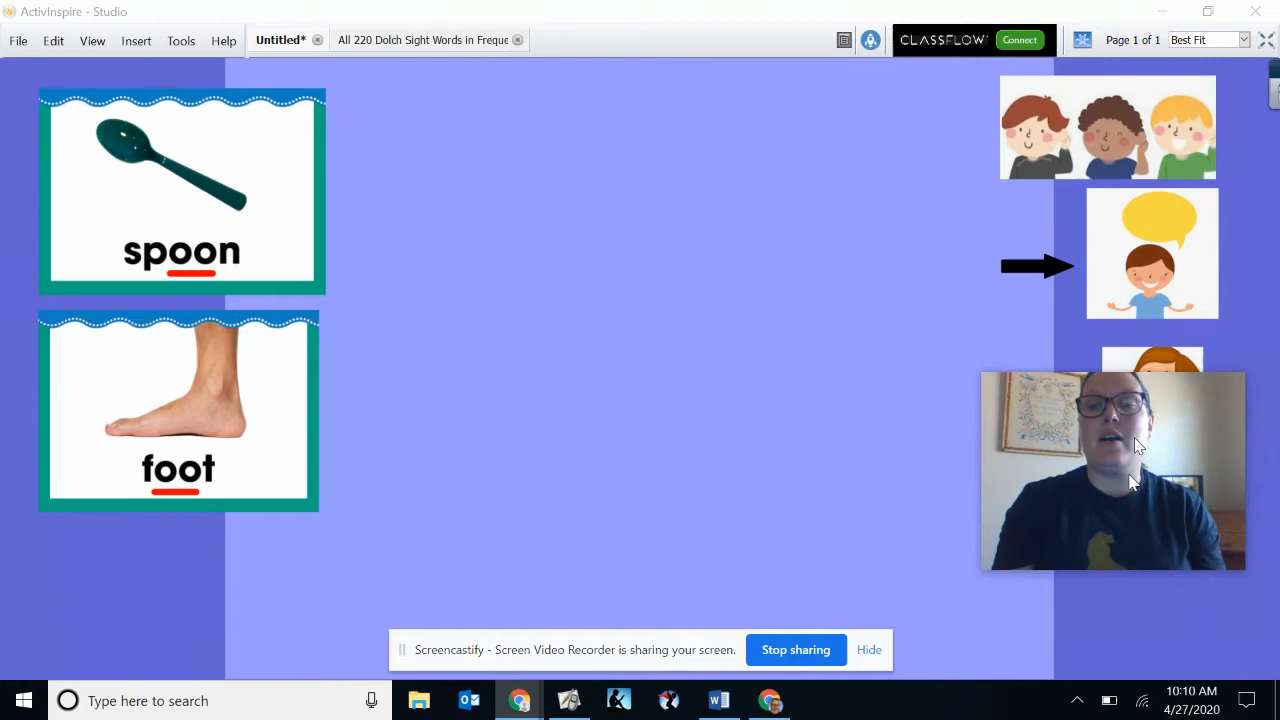 ActivInspire - Studio
File Edit View Insert Tools Help Untitled* All 220 Dolch Sight Words in Freque CLASSFLOW Connect Page 1 of 1 Best Fit
spoon
foot
Screencastify - Screen Video Recorder is sharing your screen. Stop sharing Hide
Type here to search
10:10 AM
4/27/2020